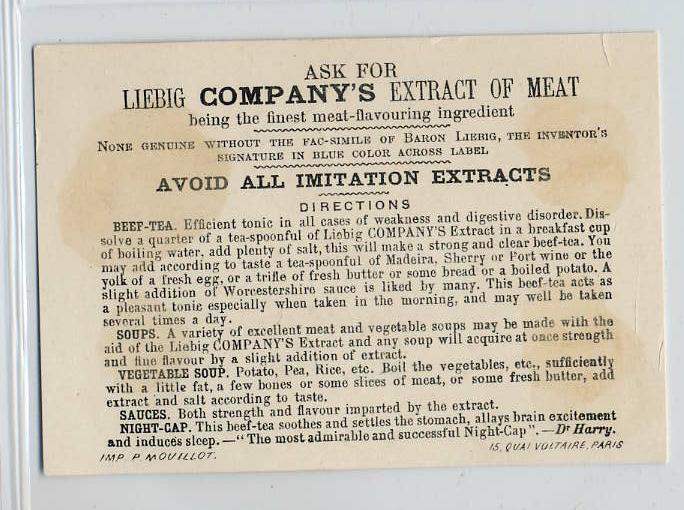 ASK FOR
LIEBIG COMPANY'S EXTRACT OF MEAT
being the finest meat-flavouring ingredient
NONE GENUINE WITHOUT THE FAC-SIMILE OF BARON LIEBIG, THE INVENTOR'S
SIGNATURE IN BLUE COLOR ACROSS LABEL
AVOID ALL IMITATION EXTRACTS
DIRECTIONS
BEEF-TEA. Efficient tonic in all cases of weakness and digestive disorder. Dis-
solve a quarter of a tea-spoonful of Liebig COMPANY'S Extract in a breakfast cup
of boiling water, add plenty of salt, this will make a strong and clear beef-tea. You
may add according to taste a tea-spoonful of Madeira, Sherry or Port wine or the
yolk of a fresh egg, or a trifle of fresh butter or some bread or a boiled potato. A
slight addition of Worcestershire sauce is liked by many. This beef-tea acts as
a pleasant tonic especially when taken in the morning, and may well be taken
several times a day.
SOUPS. A variety of excellent meat and vegetable soups may be made with the
aid of the Liebig COMPANY'S Extract and any soup will acquire at once strength
and fine flavour by a slight addition of extract.
VEGETABLE SOUP. Potato, Pea, Rice, etc. Boil the vegetables, etc., sufficiently
with a little fat, a few bones or some slices of meat, or some fresh butter, add
extract and salt according to taste.
SAUCES. Both strength and flavour imparted by the extract.
NIGHT-CAP. This beef-tea soothes and settles the stomach, allays brain excitement
and induces sleep.—"The most admirable and successful Night-Cap".—Dr Harry.
IMP. P. MOUILLOT. 15, QUAI VOLTAIRE, PARIS